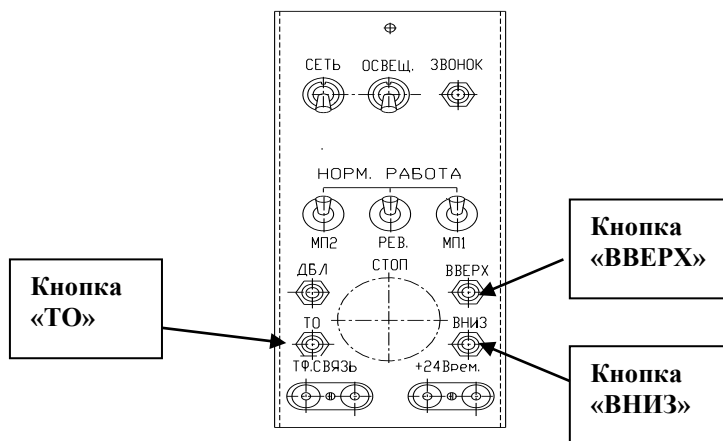 СЕТЬ ОСВЕЩ. ЗВОНОК
НОРМ. РАБОТА
МП2 РЕВ. МП1
ДБЛ СТОП ВВЕРХ
ТО ВНИЗ
ТФ.СВЯЗЬ +24Врем.
Кнопка
«ВВЕРХ»
Кнопка
«ТО»
Кнопка
«ВНИЗ»